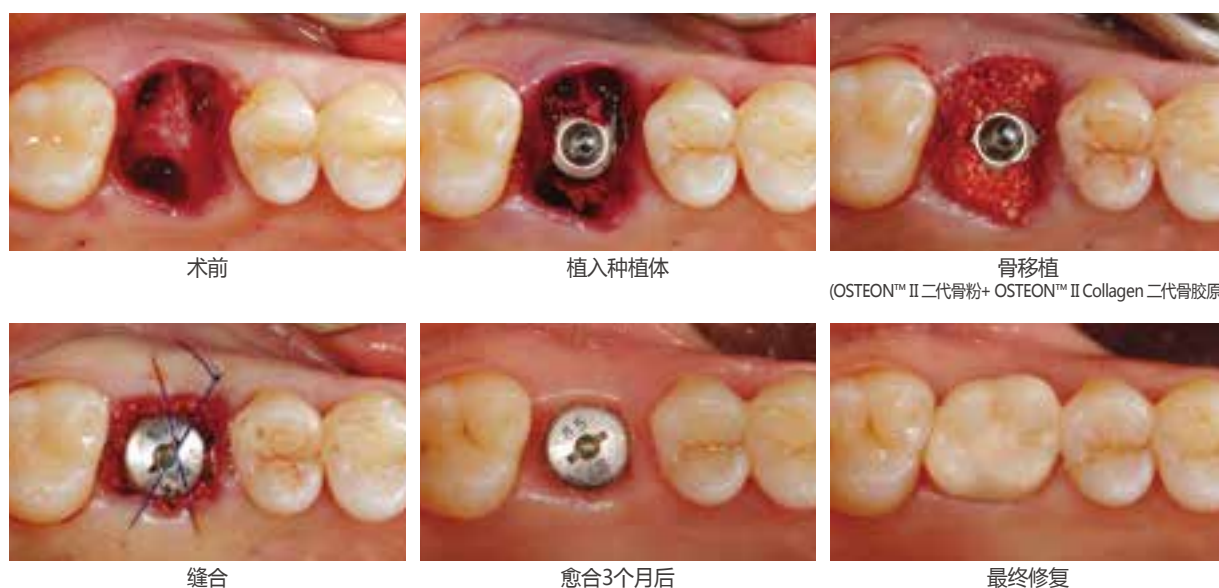 术前
植入种植体
骨移植
(OSTEON™ II 二代骨粉+ OSTEON™ II Collagen 二代骨胶原
缝合
愈合3个月后
最终修复